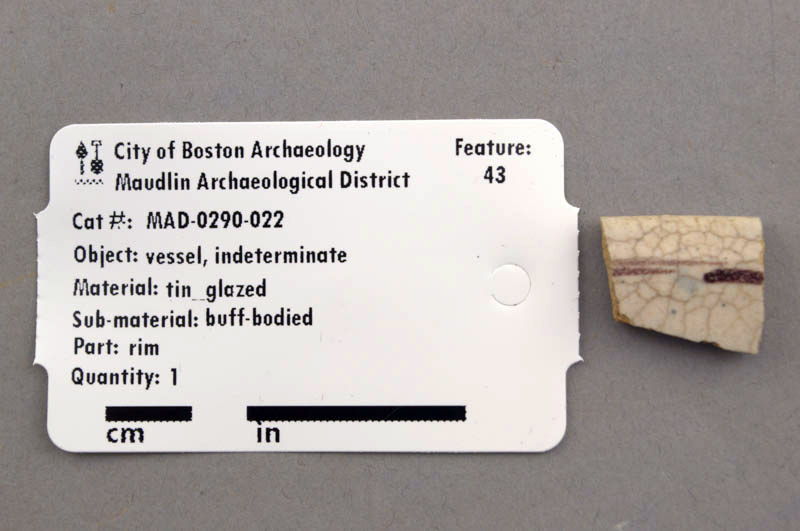 City of Boston Archaeology
Maudlin Archaeological District
Feature:
43
Cat #: MAD-0290-022
Object: vessel, indeterminate
Material: tin_glazed
Sub-material: buff-bodied
Part: rim
Quantity: 1
cm in